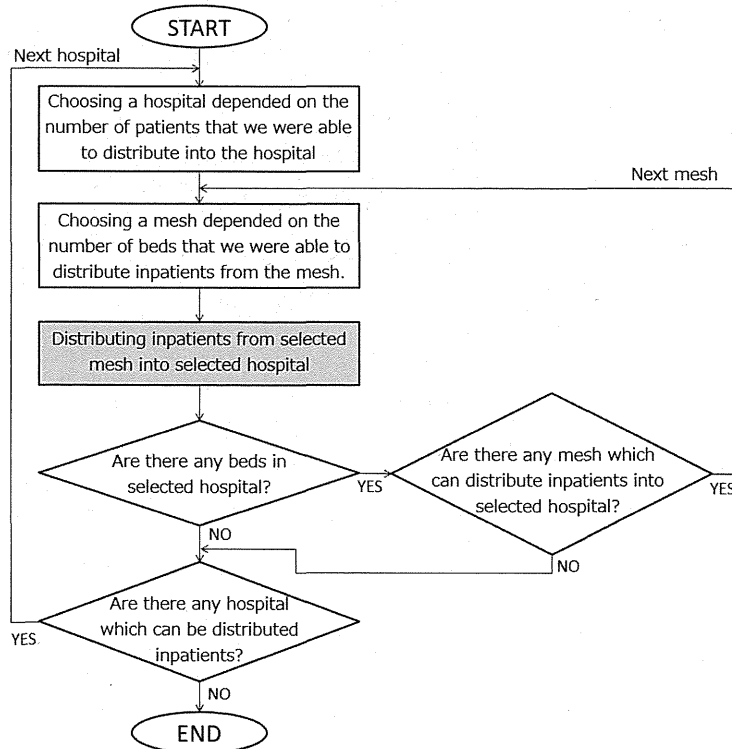 START
Next hospital
Choosing a hospital depended on the
number of patients that we were able
to distribute into the hospital
Next mesh
Choosing a mesh depended on the
number of beds that we were able to
distribute inpatients from the mesh.
Distributing inpatients from selected
mesh into selected hospital
Are there any beds in
selected hospital?
YES
Are there any mesh which
can distribute inpatients into
selected hospital?
YES
NO
NO
Are there any hospital
which can be distributed
inpatients?
YES
NO
END